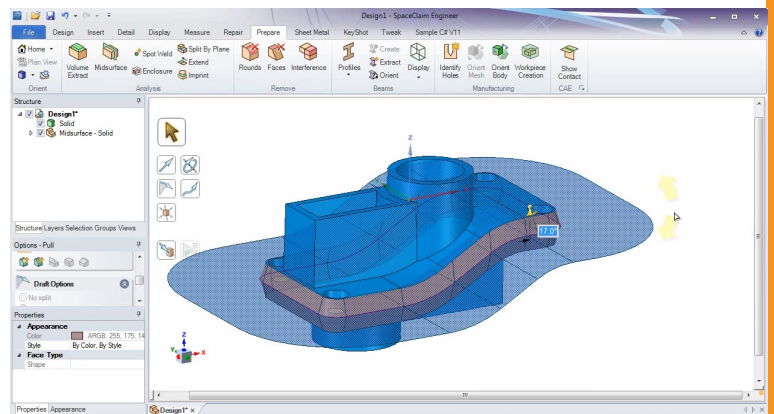 Design1 - SpaceClaim Engineer
File Design Insert Detail Display Measure Repair Prepare Sheet Metal KeyShot Tweak Sample C# V11
Home
Plan View
Orient
Volume Extract
Midsurface
Spot Weld
Enclosure
Split By Plane
Extend
Imprint
Analysis
Rounds
Faces
Interference
Remove
Profiles
Create
Extract
Orient
Display
Beams
Identify Holes
Orient Mesh
Orient Body
Workpiece Creation
Manufacturing
Show Contact
CAE
Structure
Design1*
Solid
Midsurface - Solid
Structure Layers Selection Groups Views
Options - Pull
Draft Options
No split
Properties
Appearance
Color ARGB: 255, 175, 14
Style By Color, By Style
Face Type
Shape
Properties Appearance
Z
17.0°
Z
Y
X
Design1*